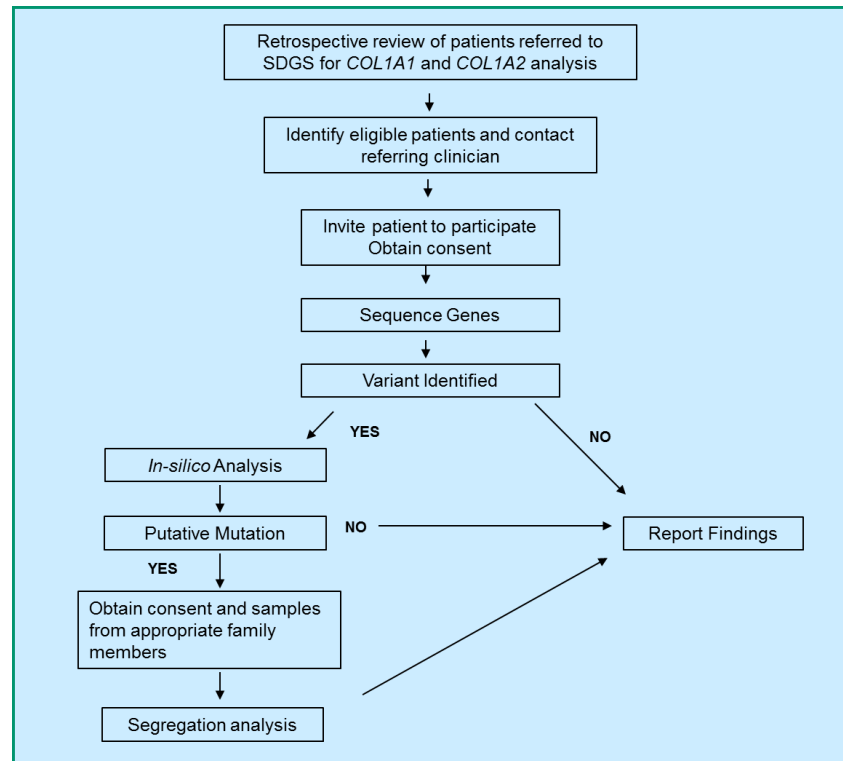 Retrospective review of patients referred to
SDGS for COL1A1 and COL1A2 analysis
Identify eligible patients and contact
referring clinician
Invite patient to participate
Obtain consent
Sequence Genes
Variant Identified
YES
NO
In-silico Analysis
Putative Mutation
NO
Report Findings
YES
Obtain consent and samples
from appropriate family
members
Segregation analysis